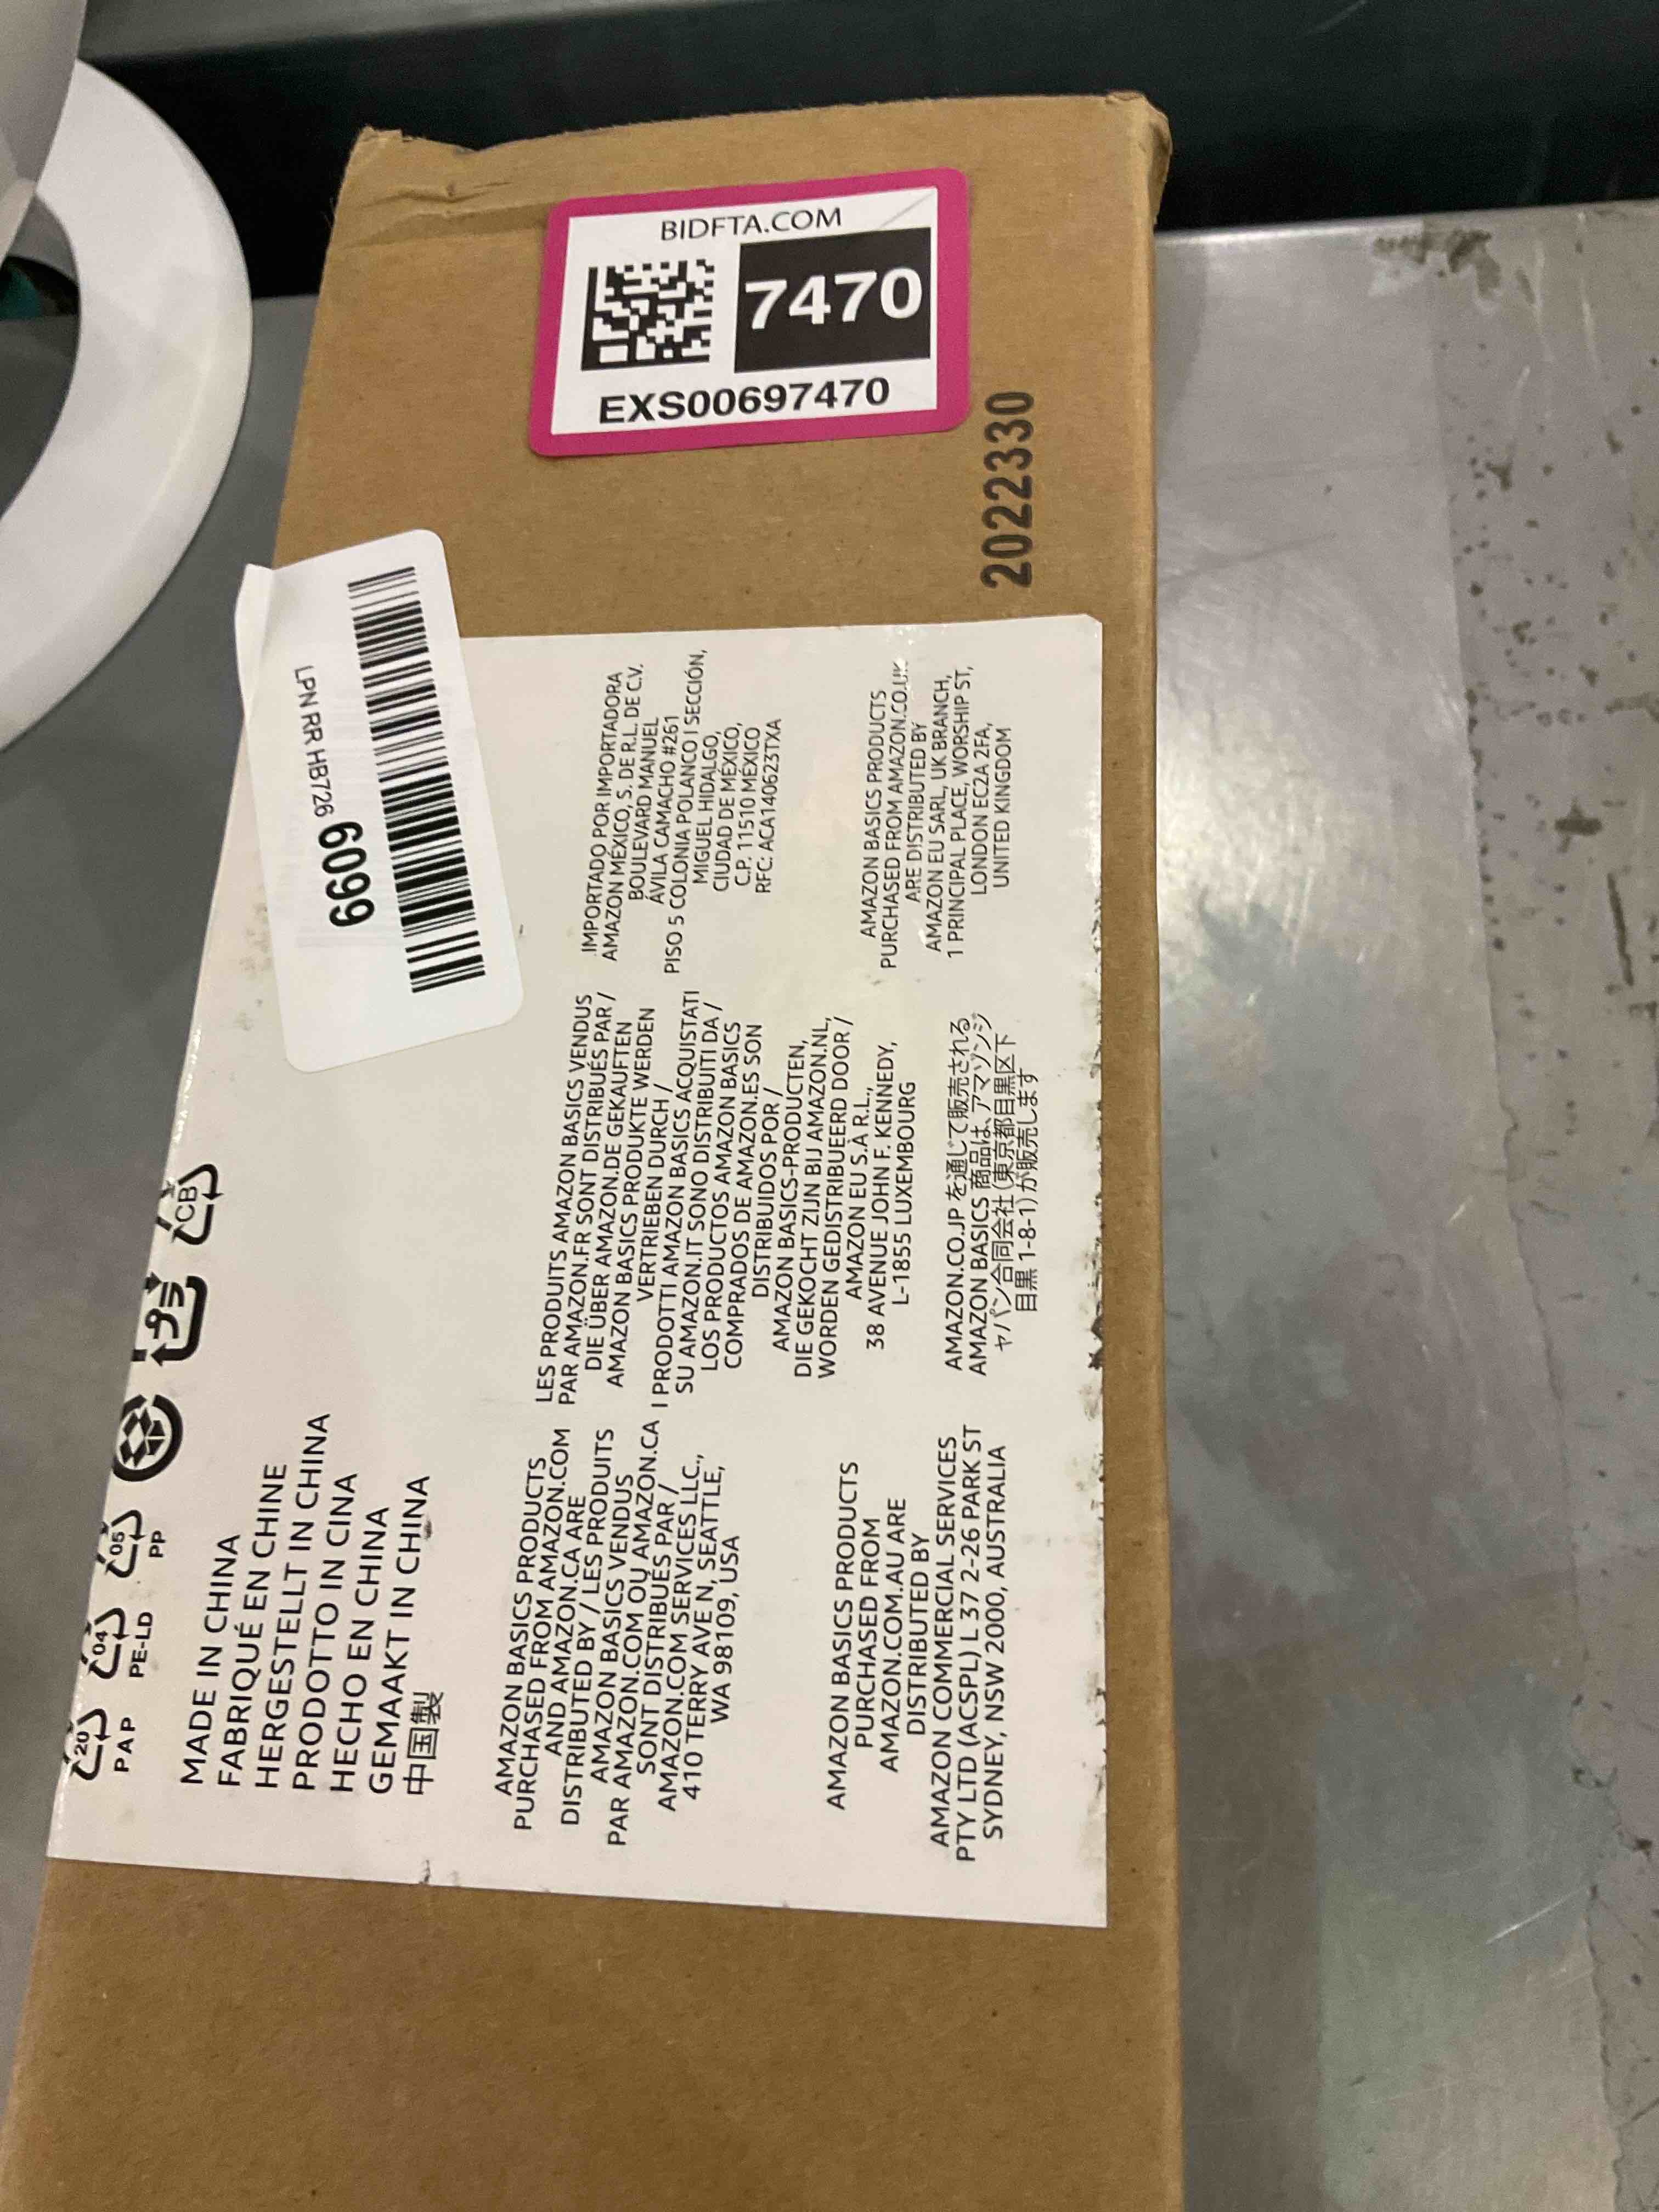 BIDFTA.COM
7470
EXS00697470
2022330
LPN RR HB726
6099
20
PAP
04
PE-LD
05
PP
CB
MADE IN CHINA
FABRIQUÉ EN CHINE
HERGESTELLT IN CHINA
PRODOTTO IN CINA
HECHO EN CHINA
GEMAAKT IN CHINA
中国製
AMAZON BASICS PRODUCTS
PURCHASED FROM AMAZON.COM
AND AMAZON.CA ARE
DISTRIBUTED BY / LES PRODUITS
AMAZON BASICS VENDUS
PAR AMAZON.COM OU AMAZON.CA
SONT DISTRIBUÉS PAR /
AMAZON.COM SERVICES LLC.,
410 TERRY AVE N, SEATTLE,
WA 98109, USA
LES PRODUITS AMAZON BASICS VENDUS
PAR AMAZON.FR SONT DISTRIBUÉS PAR /
DIE ÜBER AMAZON.DE GEKAUFTEN
AMAZON BASICS PRODUKTE WERDEN
VERTRIEBEN DURCH /
I PRODOTTI AMAZON BASICS ACQUISTATI
SU AMAZON.IT SONO DISTRIBUITI DA /
LOS PRODUCTOS AMAZON BASICS
COMPRADOS DE AMAZON.ES SON
DISTRIBUIDOS POR /
AMAZON BASICS-PRODUCTEN,
DIE GEKOCHT ZIJN BIJ AMAZON.NL,
WORDEN GEDISTRIBUEERD DOOR /
AMAZON EU S.À R.L.,
38 AVENUE JOHN F. KENNEDY,
L-1855 LUXEMBOURG
IMPORTADO POR IMPORTADORA
AMAZON MÉXICO, S. DE R.L. DE C.V.
BOULEVARD MANUEL
ÁVILA CAMACHO #261
PISO 5 COLONIA POLANCO I SECCIÓN,
MIGUEL HIDALGO,
CIUDAD DE MÉXICO,
C.P. 11510 MÉXICO
RFC: ACA140623TXA
AMAZON BASICS PRODUCTS
PURCHASED FROM
AMAZON.COM.AU ARE
DISTRIBUTED BY
AMAZON COMMERCIAL SERVICES
PTY LTD (ACSPL) L 37 2-26 PARK ST
SYDNEY, NSW 2000, AUSTRALIA
AMAZON.CO.JP を通じて販売される
AMAZON BASICS 商品は、アマゾンジ
ャパン合同会社 (東京都目黒区下
目黒 1-8-1) が販売します
AMAZON BASICS PRODUCTS
PURCHASED FROM AMAZON.CO.UK
ARE DISTRIBUTED BY
AMAZON EU SARL, UK BRANCH,
1 PRINCIPAL PLACE, WORSHIP ST,
LONDON EC2A 2FA,
UNITED KINGDOM